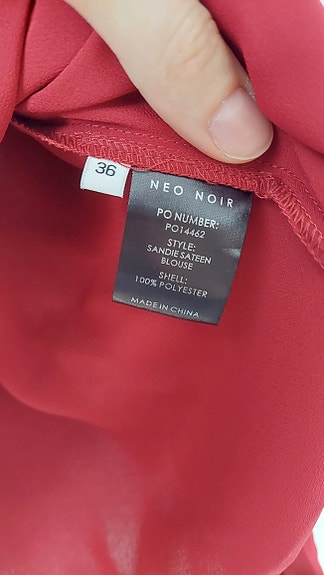 36
NEO NOIR
PO NUMBER:
PO14462
STYLE:
SANDIE SATEEN
BLOUSE
SHELL:
100% POLYESTER
MADE IN CHINA